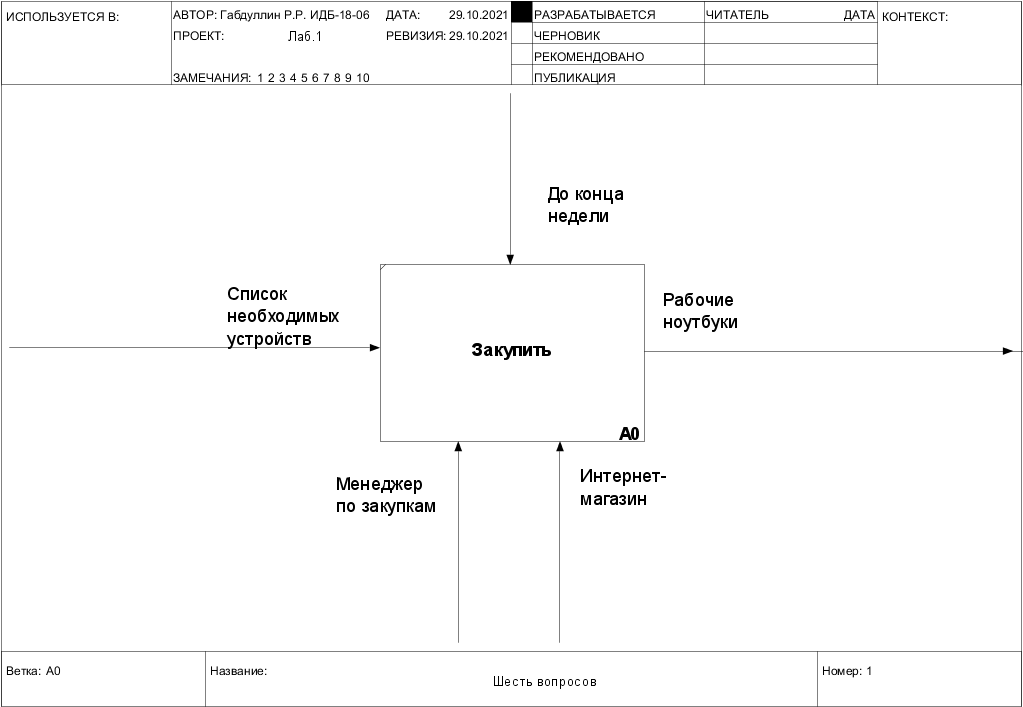 ИСПОЛЬЗУЕТСЯ В:
АВТОР: Габдуллин Р.Р. ИДБ-18-06
ДАТА: 29.10.2021
ПРОЕКТ: Лаб.1
РЕВИЗИЯ: 29.10.2021
ЗАМЕЧАНИЯ: 1 2 3 4 5 6 7 8 9 10
РАЗРАБАТЫВАЕТСЯ
ЧЕРНОВИК
РЕКОМЕНДОВАНО
ПУБЛИКАЦИЯ
ЧИТАТЕЛЬ ДАТА
КОНТЕКСТ:
До конца
недели
Список
необходимых
устройств
Рабочие
ноутбуки
Закупить
A0
Менеджер
по закупкам
Интернет-
магазин
Ветка: A0
Название:
Шесть вопросов
Номер: 1